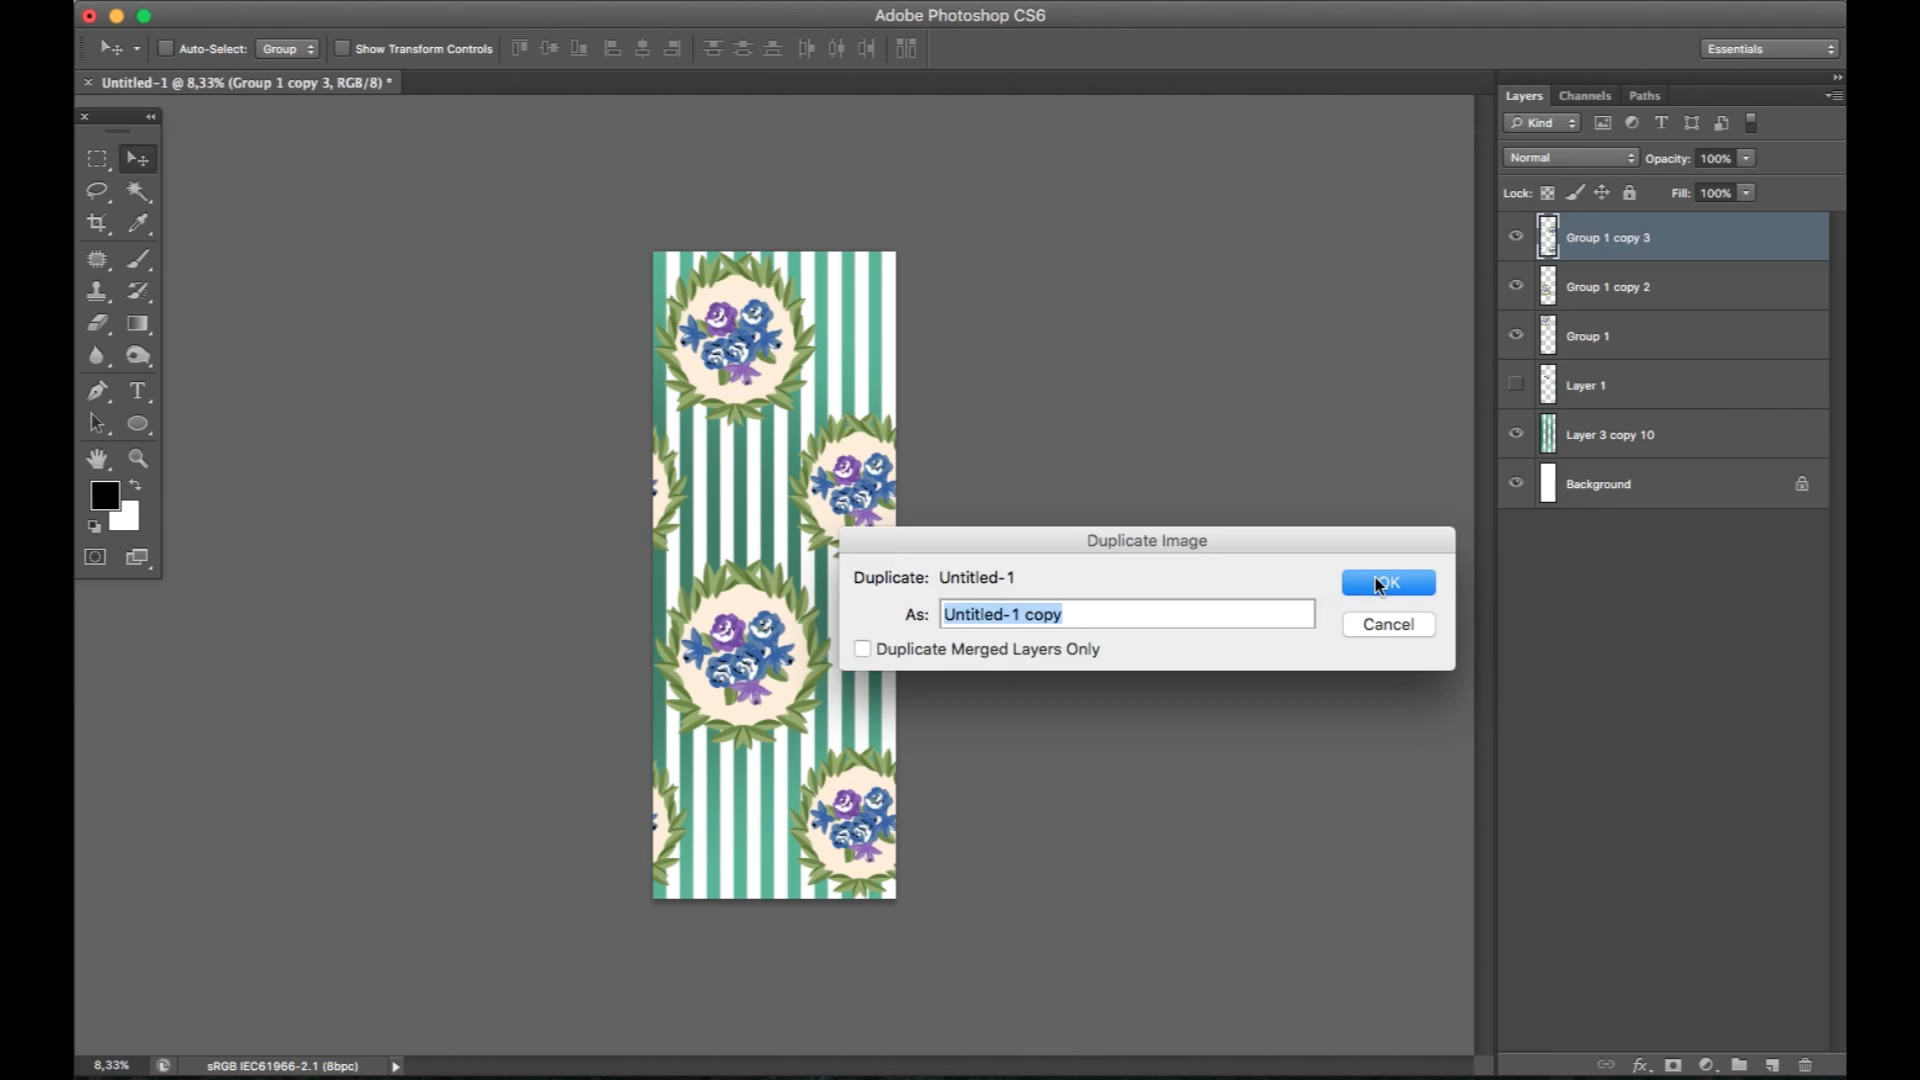 Adobe Photoshop CS6
Auto-Select: Group Show Transform Controls Essentials
Untitled-1 @ 8,33% (Group 1 copy 3, RGB/8) *
Layers Channels Paths
Kind
Normal Opacity: 100%
Lock: Fill: 100%
Group 1 copy 3
Group 1 copy 2
Group 1
Layer 1
Layer 3 copy 10
Background
Duplicate Image
Duplicate: Untitled-1
OK
As: Untitled-1 copy
Cancel
Duplicate Merged Layers Only
8,33% sRGB IEC61966-2.1 (8bpc)